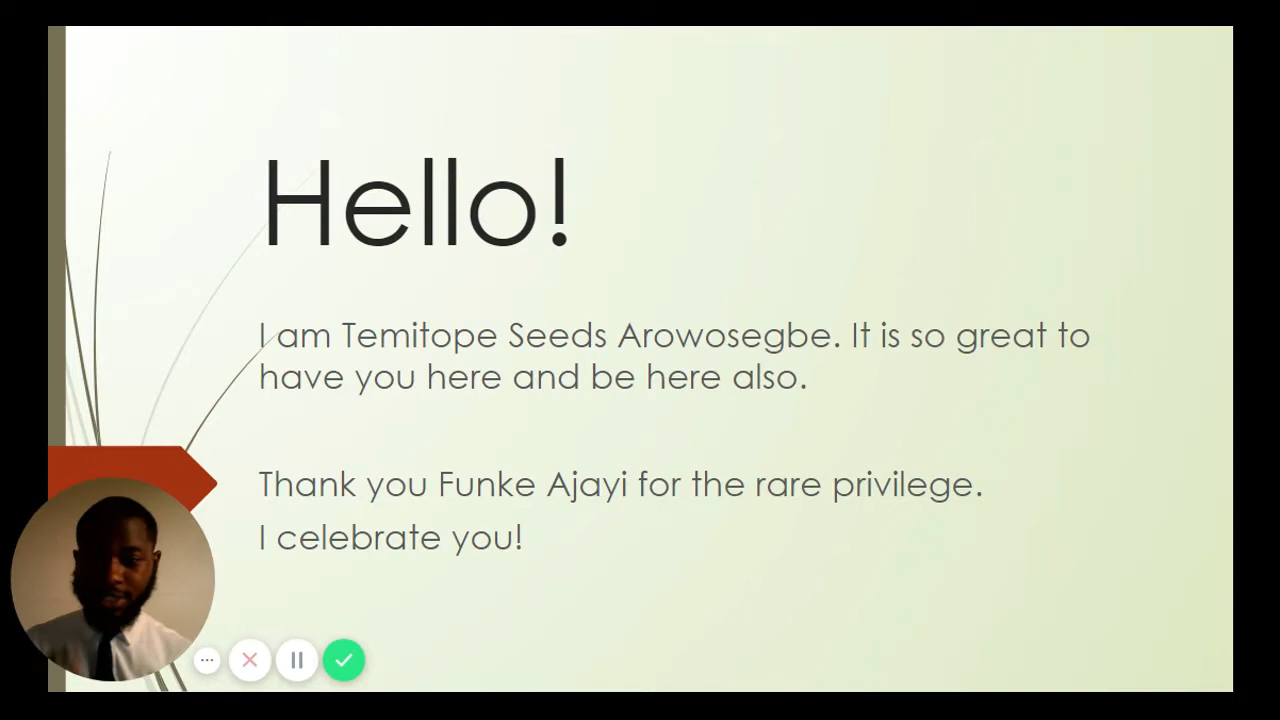 Hello!
I am Temitope Seeds Arowosegbe. It is so great to
have you here and be here also.
Thank you Funke Ajayi for the rare privilege.
I celebrate you!